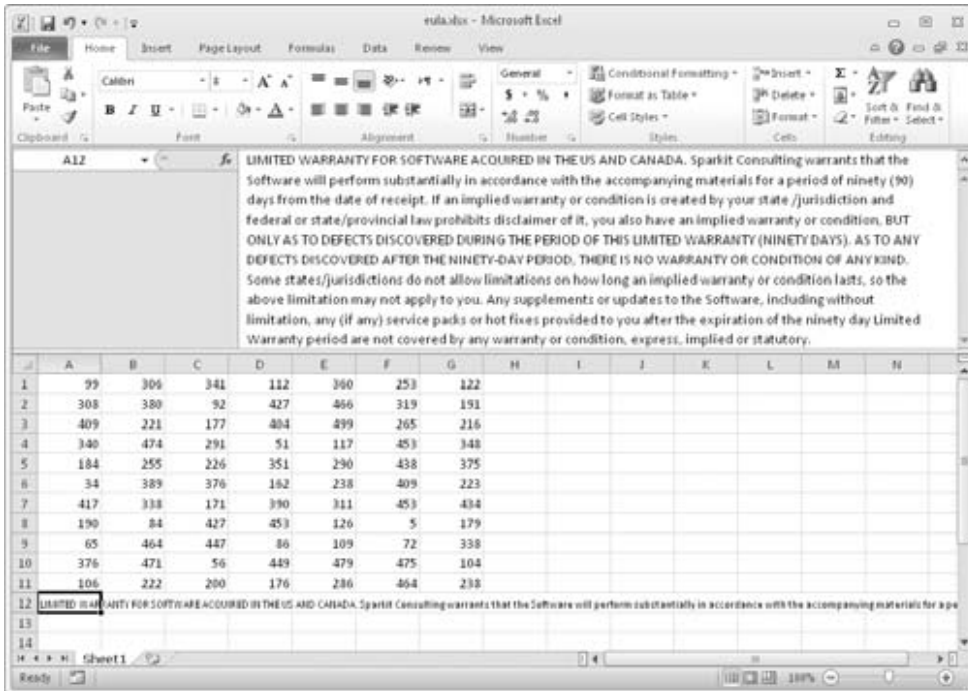 eula.xlsx - Microsoft Excel
File Home Insert Page Layout Formulas Data Review View
Paste
Calibri
B I U
General
$ % ,
Conditional Formatting
Format as Table
Cell Styles
Insert
Delete
Format
Σ
Sort & Filter
Find & Select
Clipboard Font Alignment Number Styles Cells Editing
A12
fx
LIMITED WARRANTY FOR SOFTWARE ACQUIRED IN THE US AND CANADA. Sparkit Consulting warrants that the
Software will perform substantially in accordance with the accompanying materials for a period of ninety (90)
days from the date of receipt. If an implied warranty or condition is created by your state /jurisdiction and
federal or state/provincial law prohibits disclaimer of it, you also have an implied warranty or condition, BUT
ONLY AS TO DEFECTS DISCOVERED DURING THE PERIOD OF THIS LIMITED WARRANTY (NINETY DAYS). AS TO ANY
DEFECTS DISCOVERED AFTER THE NINETY-DAY PERIOD, THERE IS NO WARRANTY OR CONDITION OF ANY KIND.
Some states/jurisdictions do not allow limitations on how long an implied warranty or condition lasts, so the
above limitation may not apply to you. Any supplements or updates to the Software, including without
limitation, any (if any) service packs or hot fixes provided to you after the expiration of the ninety day Limited
Warranty period are not covered by any warranty or condition, express, implied or statutory.
A B C D E F G H I J K L M N
1 99 306 341 112 360 253 122
2 308 380 92 427 466 319 191
3 409 221 177 404 499 265 216
4 340 474 291 51 117 453 348
5 184 255 226 351 290 438 375
6 34 389 376 162 238 409 223
7 417 338 171 390 311 453 434
8 190 84 427 453 126 5 179
9 65 464 447 86 109 72 338
10 376 471 56 449 479 475 104
11 106 222 200 176 286 464 238
12 LIMITED WARRANTY FOR SOFTWARE ACQUIRED IN THE US AND CANADA. Sparkit Consulting warrants that the Software will perform substantially in accordance with the accompanying materials for a pe
13
14
Sheet1
Ready
100%